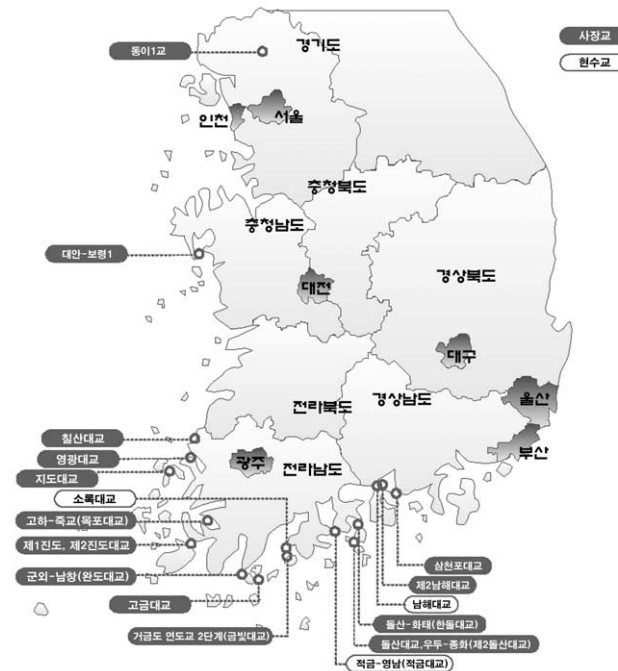 경기도
동이1교
사장교
현수교
인천
서울
충청북도
충청남도
대안-보령1
대전
경상북도
대구
울산
경상남도
전라북도
부산
칠산대교
영광대교
광주
전라남도
지도대교
소록대교
고하-죽교(목포대교)
제1진도, 제2진도대교
삼천포대교
군외-남창(완도대교)
제2남해대교
고금대교
남해대교
돌산-화태(한돌대교)
거금도 연도교 2단계(금빛대교)
돌산대교,우두-종화(제2돌산대교)
적금-영남(적금대교)